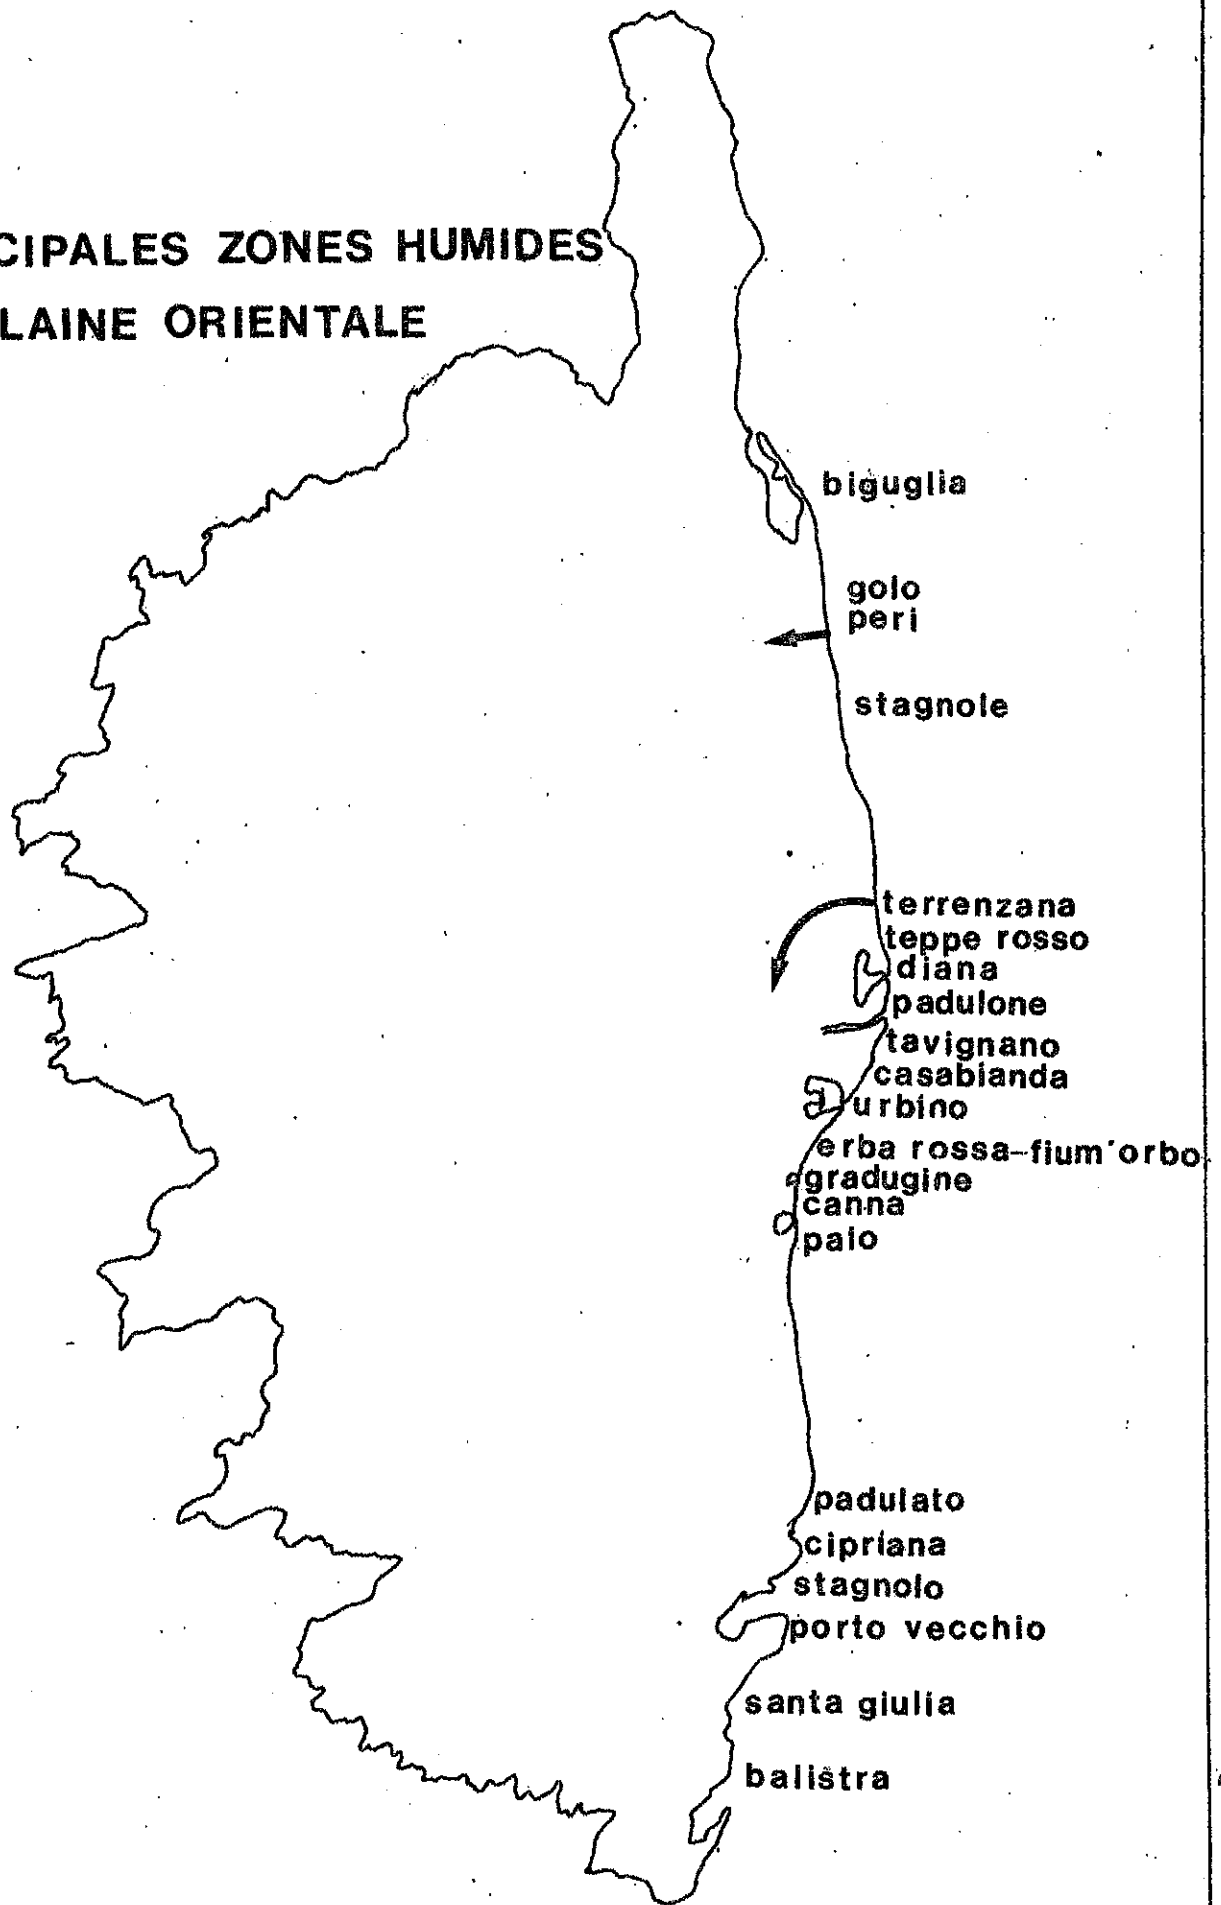 CIPALES ZONES HUMIDES
LAINE ORIENTALE
biguglia
golo
peri
stagnole
terrenzana
teppe rosso
diana
padulone
tavignano
casabianda
urbino
erba rossa-fium'orbo
gradugine
canna
palo
padulato
cipriana
stagnolo
porto vecchio
santa giulia
balistra